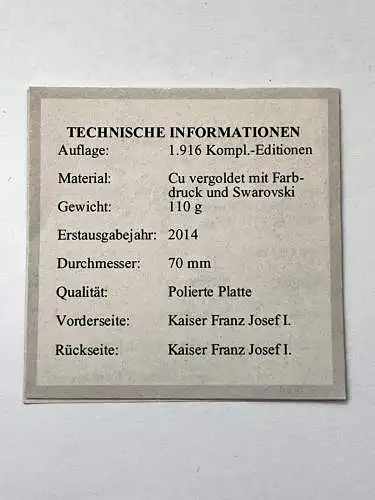 TECHNISCHE INFORMATIONEN
Auflage: 1.916 Kompl.-Editionen
Material: Cu vergoldet mit Farb-
druck und Swarovski
Gewicht: 110 g
Erstausgabejahr: 2014
Durchmesser: 70 mm
Qualität: Polierte Platte
Vorderseite: Kaiser Franz Josef I.
Rückseite: Kaiser Franz Josef I.